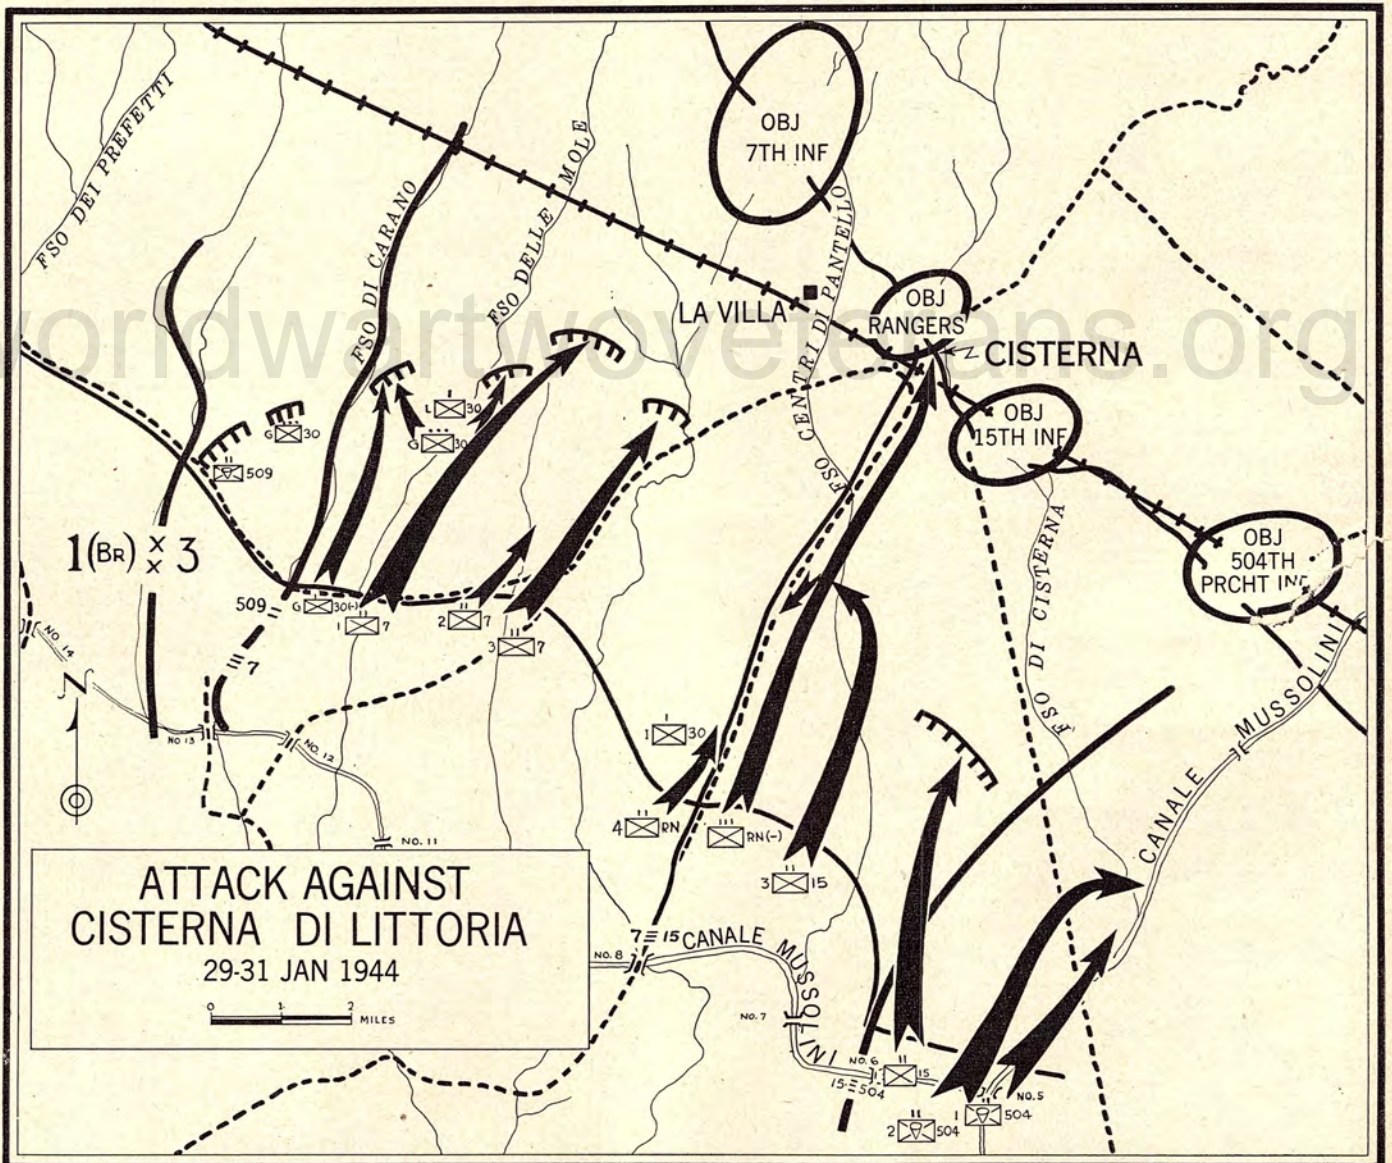 FSO DEI PREFETTI
FSO DI CARANO
FSO DELLE MOLE
OBJ
7TH INF
FSO CENTRI DI PANTELLO
LA VILLA
OBJ
RANGERS
CISTERNA
worldwartwoveterans.org
OBJ
15TH INF
OBJ
504TH
PRCHT INF
FSO DI CISTERNA
CANALE MUSSOLINI
L 30
G 30
G 30
509
1(BR) XX 3
509
7
G 30(-)
1 7
2 7
3 7
NO. 14
N
NO 13
NO. 12
NO. 11
1 30
4 RN
RN(-)
3 15
ATTACK AGAINST
CISTERNA DI LITTORIA
29-31 JAN 1944
0 1 2
MILES
7 15
NO. 8
CANALE MUSSOLINI
NO. 7
NO. 6
15
15 504
NO. 5
1 504
2 504